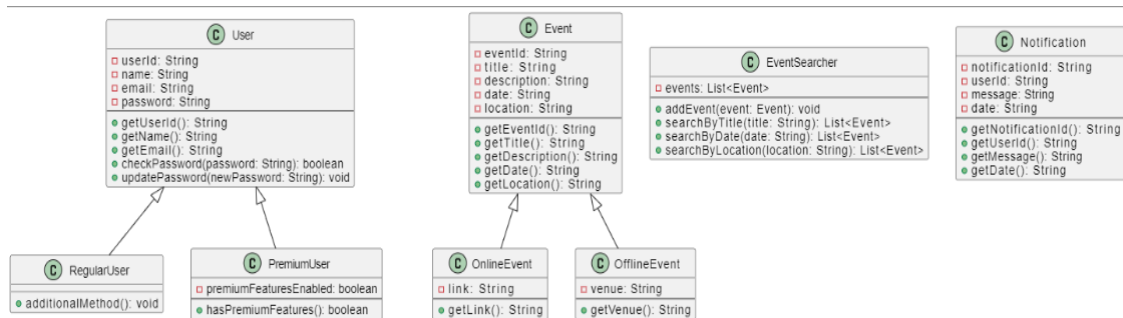 C User
userId: String
name: String
email: String
password: String
getUserId(): String
getName(): String
getEmail(): String
checkPassword(password: String): boolean
updatePassword(newPassword: String): void
C Event
eventId: String
title: String
description: String
date: String
location: String
getEventId(): String
getTitle(): String
getDescription(): String
getDate(): String
getLocation(): String
C EventSearcher
events: List<Event>
addEvent(event: Event): void
searchByTitle(title: String): List<Event>
searchByDate(date: String): List<Event>
searchByLocation(location: String): List<Event>
C Notification
notificationId: String
userId: String
message: String
date: String
getNotificationId(): String
getUserId(): String
getMessage(): String
getDate(): String
C RegularUser
additionalMethod(): void
C PremiumUser
premiumFeaturesEnabled: boolean
hasPremiumFeatures(): boolean
C OnlineEvent
link: String
getLink(): String
C OfflineEvent
venue: String
getVenue(): String